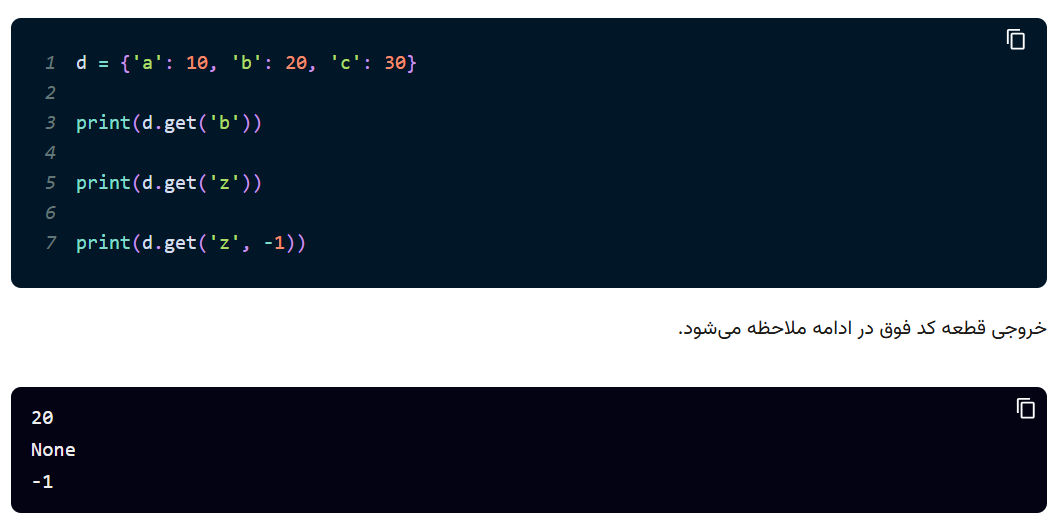 1 d = {'a': 10, 'b': 20, 'c': 30}
2
3 print(d.get('b'))
4
5 print(d.get('z'))
6
7 print(d.get('z', -1))
خروجی قطعه کد فوق در ادامه ملاحظه می‌شود.
20
None
-1